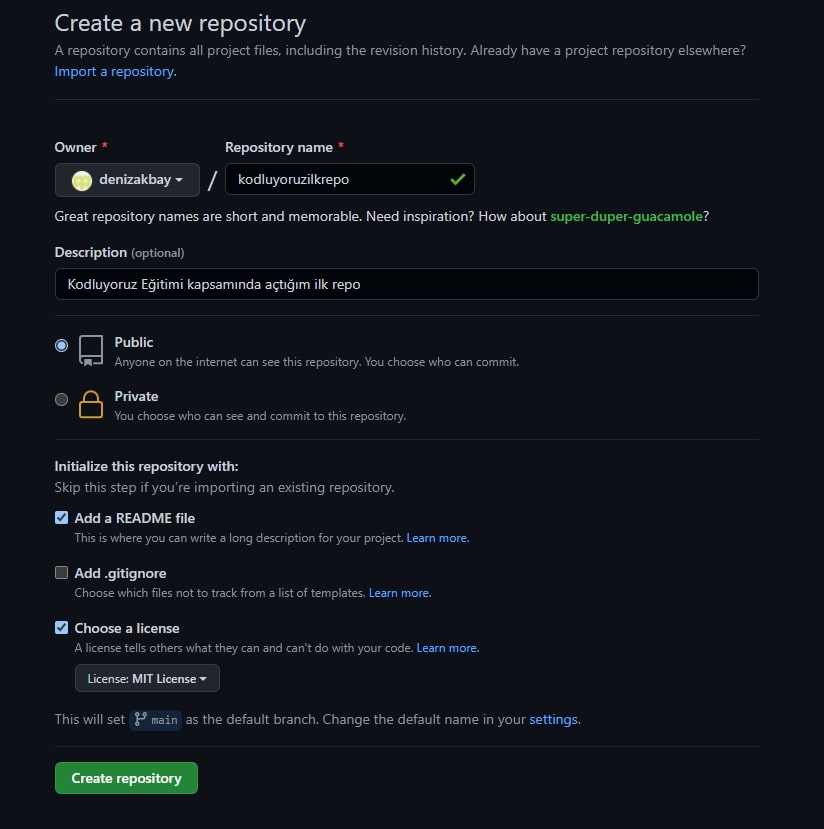 Create a new repository
A repository contains all project files, including the revision history. Already have a project repository elsewhere?
Import a repository.
Owner * Repository name *
denizakbay / kodluyoruzilkrepo
Great repository names are short and memorable. Need inspiration? How about super-duper-guacamole?
Description (optional)
Kodluyoruz Eğitimi kapsamında açtığım ilk repo
Public
Anyone on the internet can see this repository. You choose who can commit.
Private
You choose who can see and commit to this repository.
Initialize this repository with:
Skip this step if you're importing an existing repository.
Add a README file
This is where you can write a long description for your project. Learn more.
Add .gitignore
Choose which files not to track from a list of templates. Learn more.
Choose a license
A license tells others what they can and can't do with your code. Learn more.
License: MIT License
This will set main as the default branch. Change the default name in your settings.
Create repository